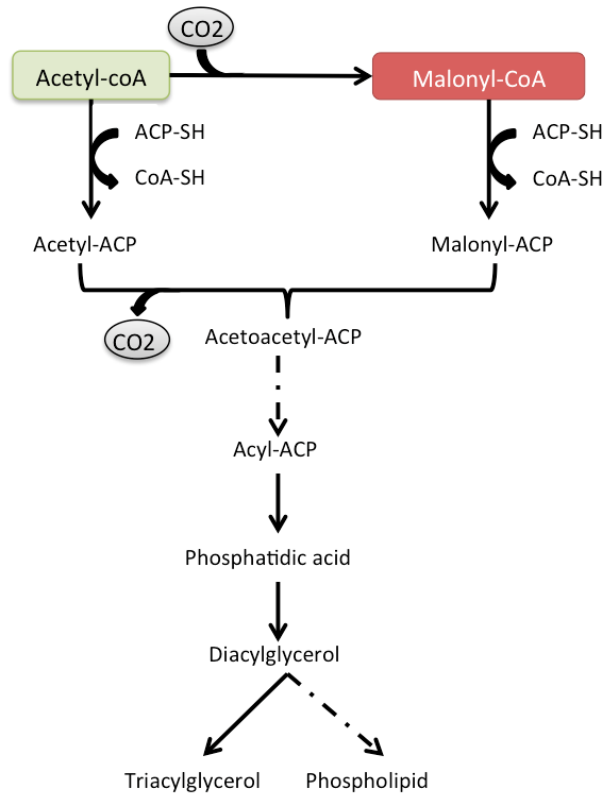 CO2
Acetyl-coA
Malonyl-CoA
ACP-SH
ACP-SH
CoA-SH
CoA-SH
Acetyl-ACP
Malonyl-ACP
CO2
Acetoacetyl-ACP
Acyl-ACP
Phosphatidic acid
Diacylglycerol
Triacylglycerol
Phospholipid